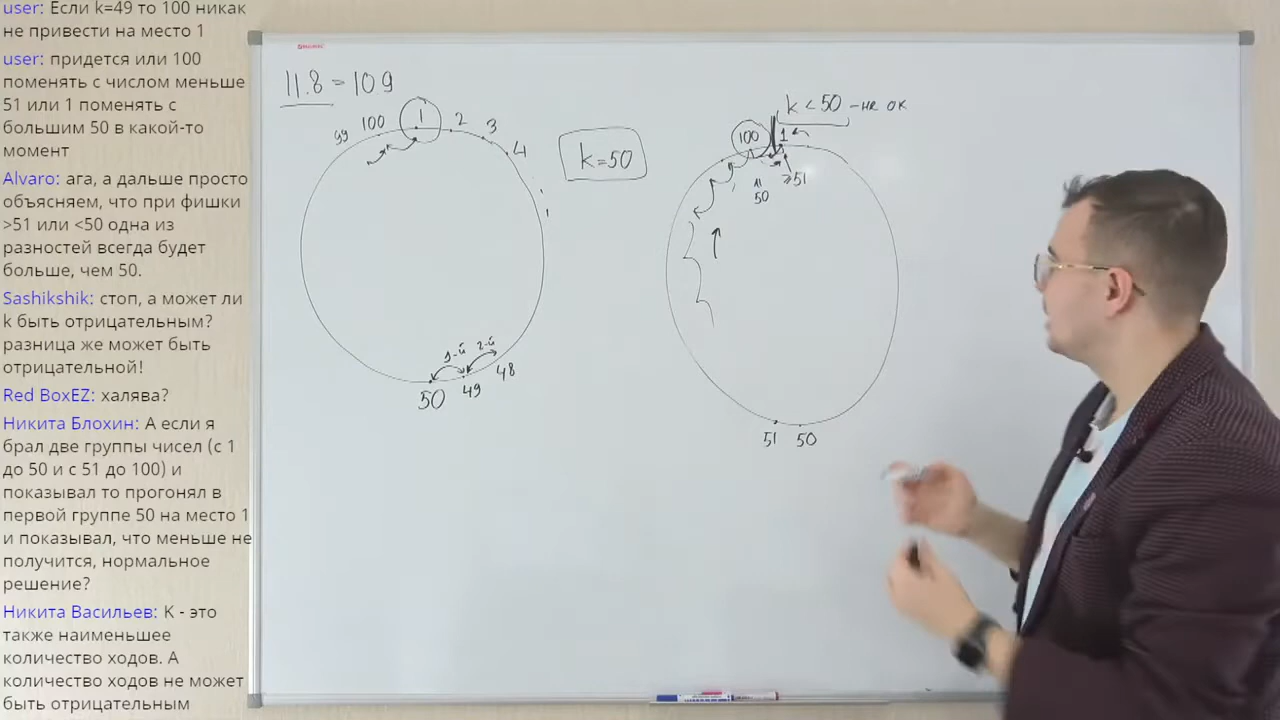 user: Если k=49 то 100 никак
не привести на место 1
user: придется или 100
поменять с числом меньше
51 или 1 поменять с
большим 50 в какой-то
момент
Alvaro: ага, а дальше просто
объясняем, что при фишки
>51 или <50 одна из
разностей всегда будет
больше, чем 50.
Sashikshik: стоп, а может ли
k быть отрицательным?
разница же может быть
отрицательной!
Red BoxEZ: халява?
Никита Блохин: А если я
брал две группы чисел (с 1
до 50 и с 51 до 100) и
показывал то прогонял в
первой группе 50 на место 1
и показывал, что меньше не
получится, нормальное
решение?
Никита Васильев: K - это
также наименьшее
количество ходов. А
количество ходов не может
быть отрицательным
11.8 = 10 9
99 100 1 2 3 4
k=50
1-й 2-й
50 49 48
k < 50 - не ок
100 1
≥51
50
51 50